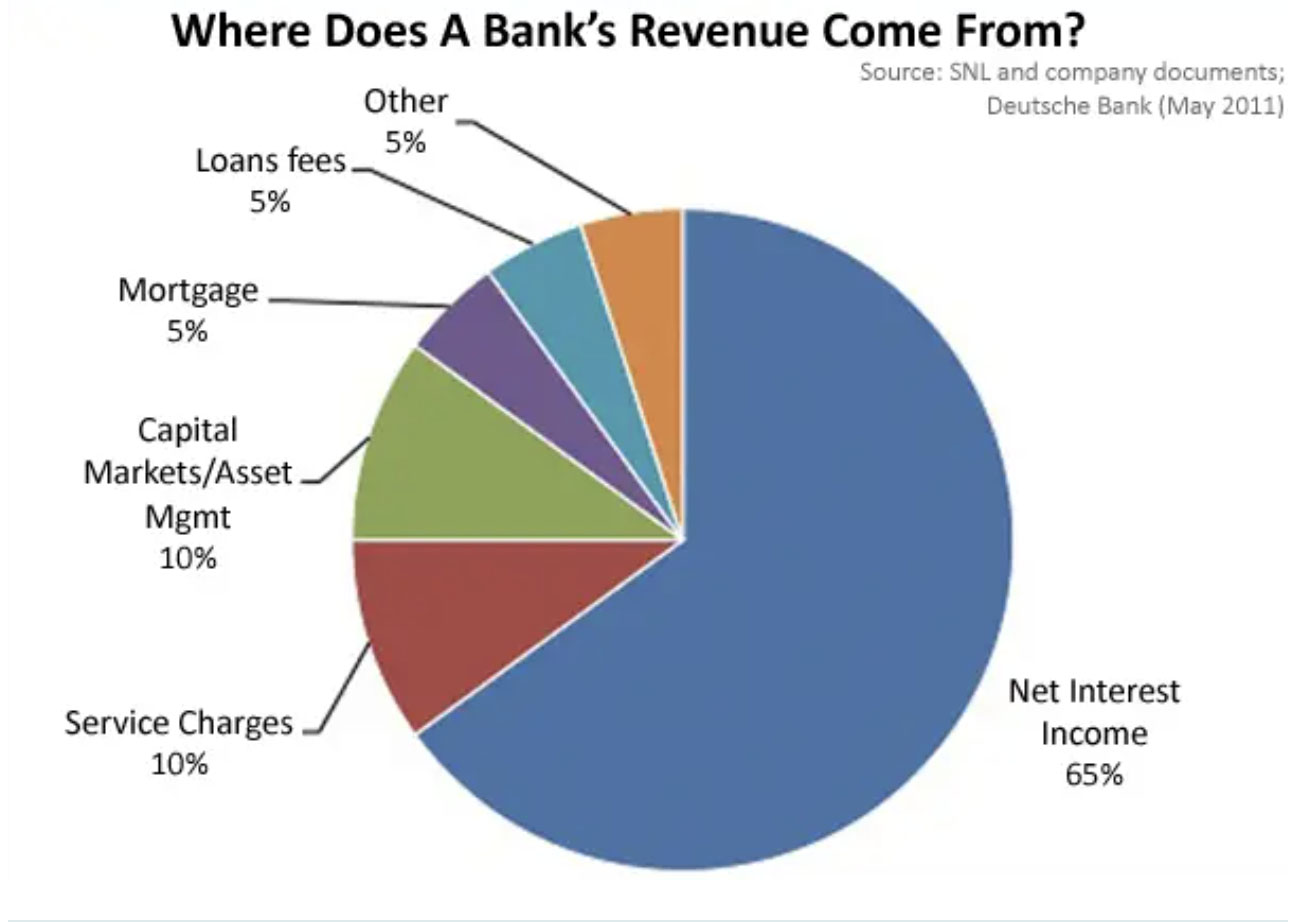 Where Does A Bank’s Revenue Come From?
Source: SNL and company documents;
Deutsche Bank (May 2011)
Other
5%
Loans fees
5%
Mortgage
5%
Capital
Markets/Asset
Mgmt
10%
Service Charges
10%
Net Interest
Income
65%